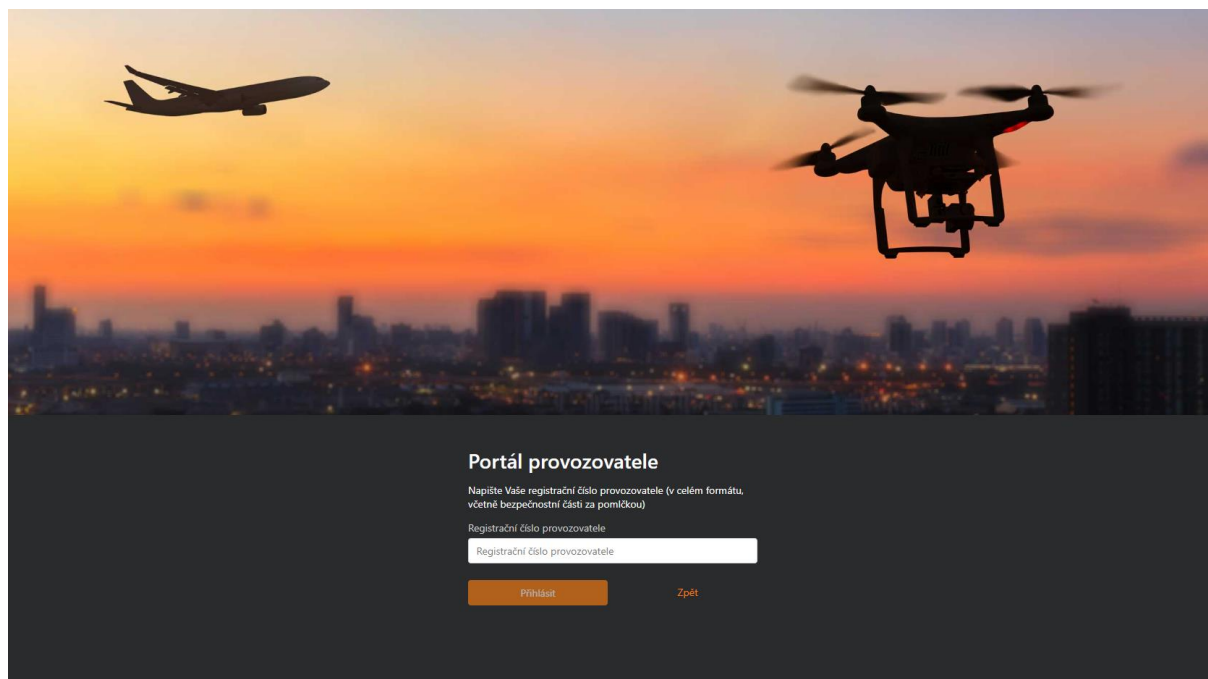 Portál provozovatele
Napište Vaše registrační číslo provozovatele (v celém formátu,
včetně bezpečnostní části za pomlčkou)
Registrační číslo provozovatele
Registrační číslo provozovatele
Přihlásit
Zpět